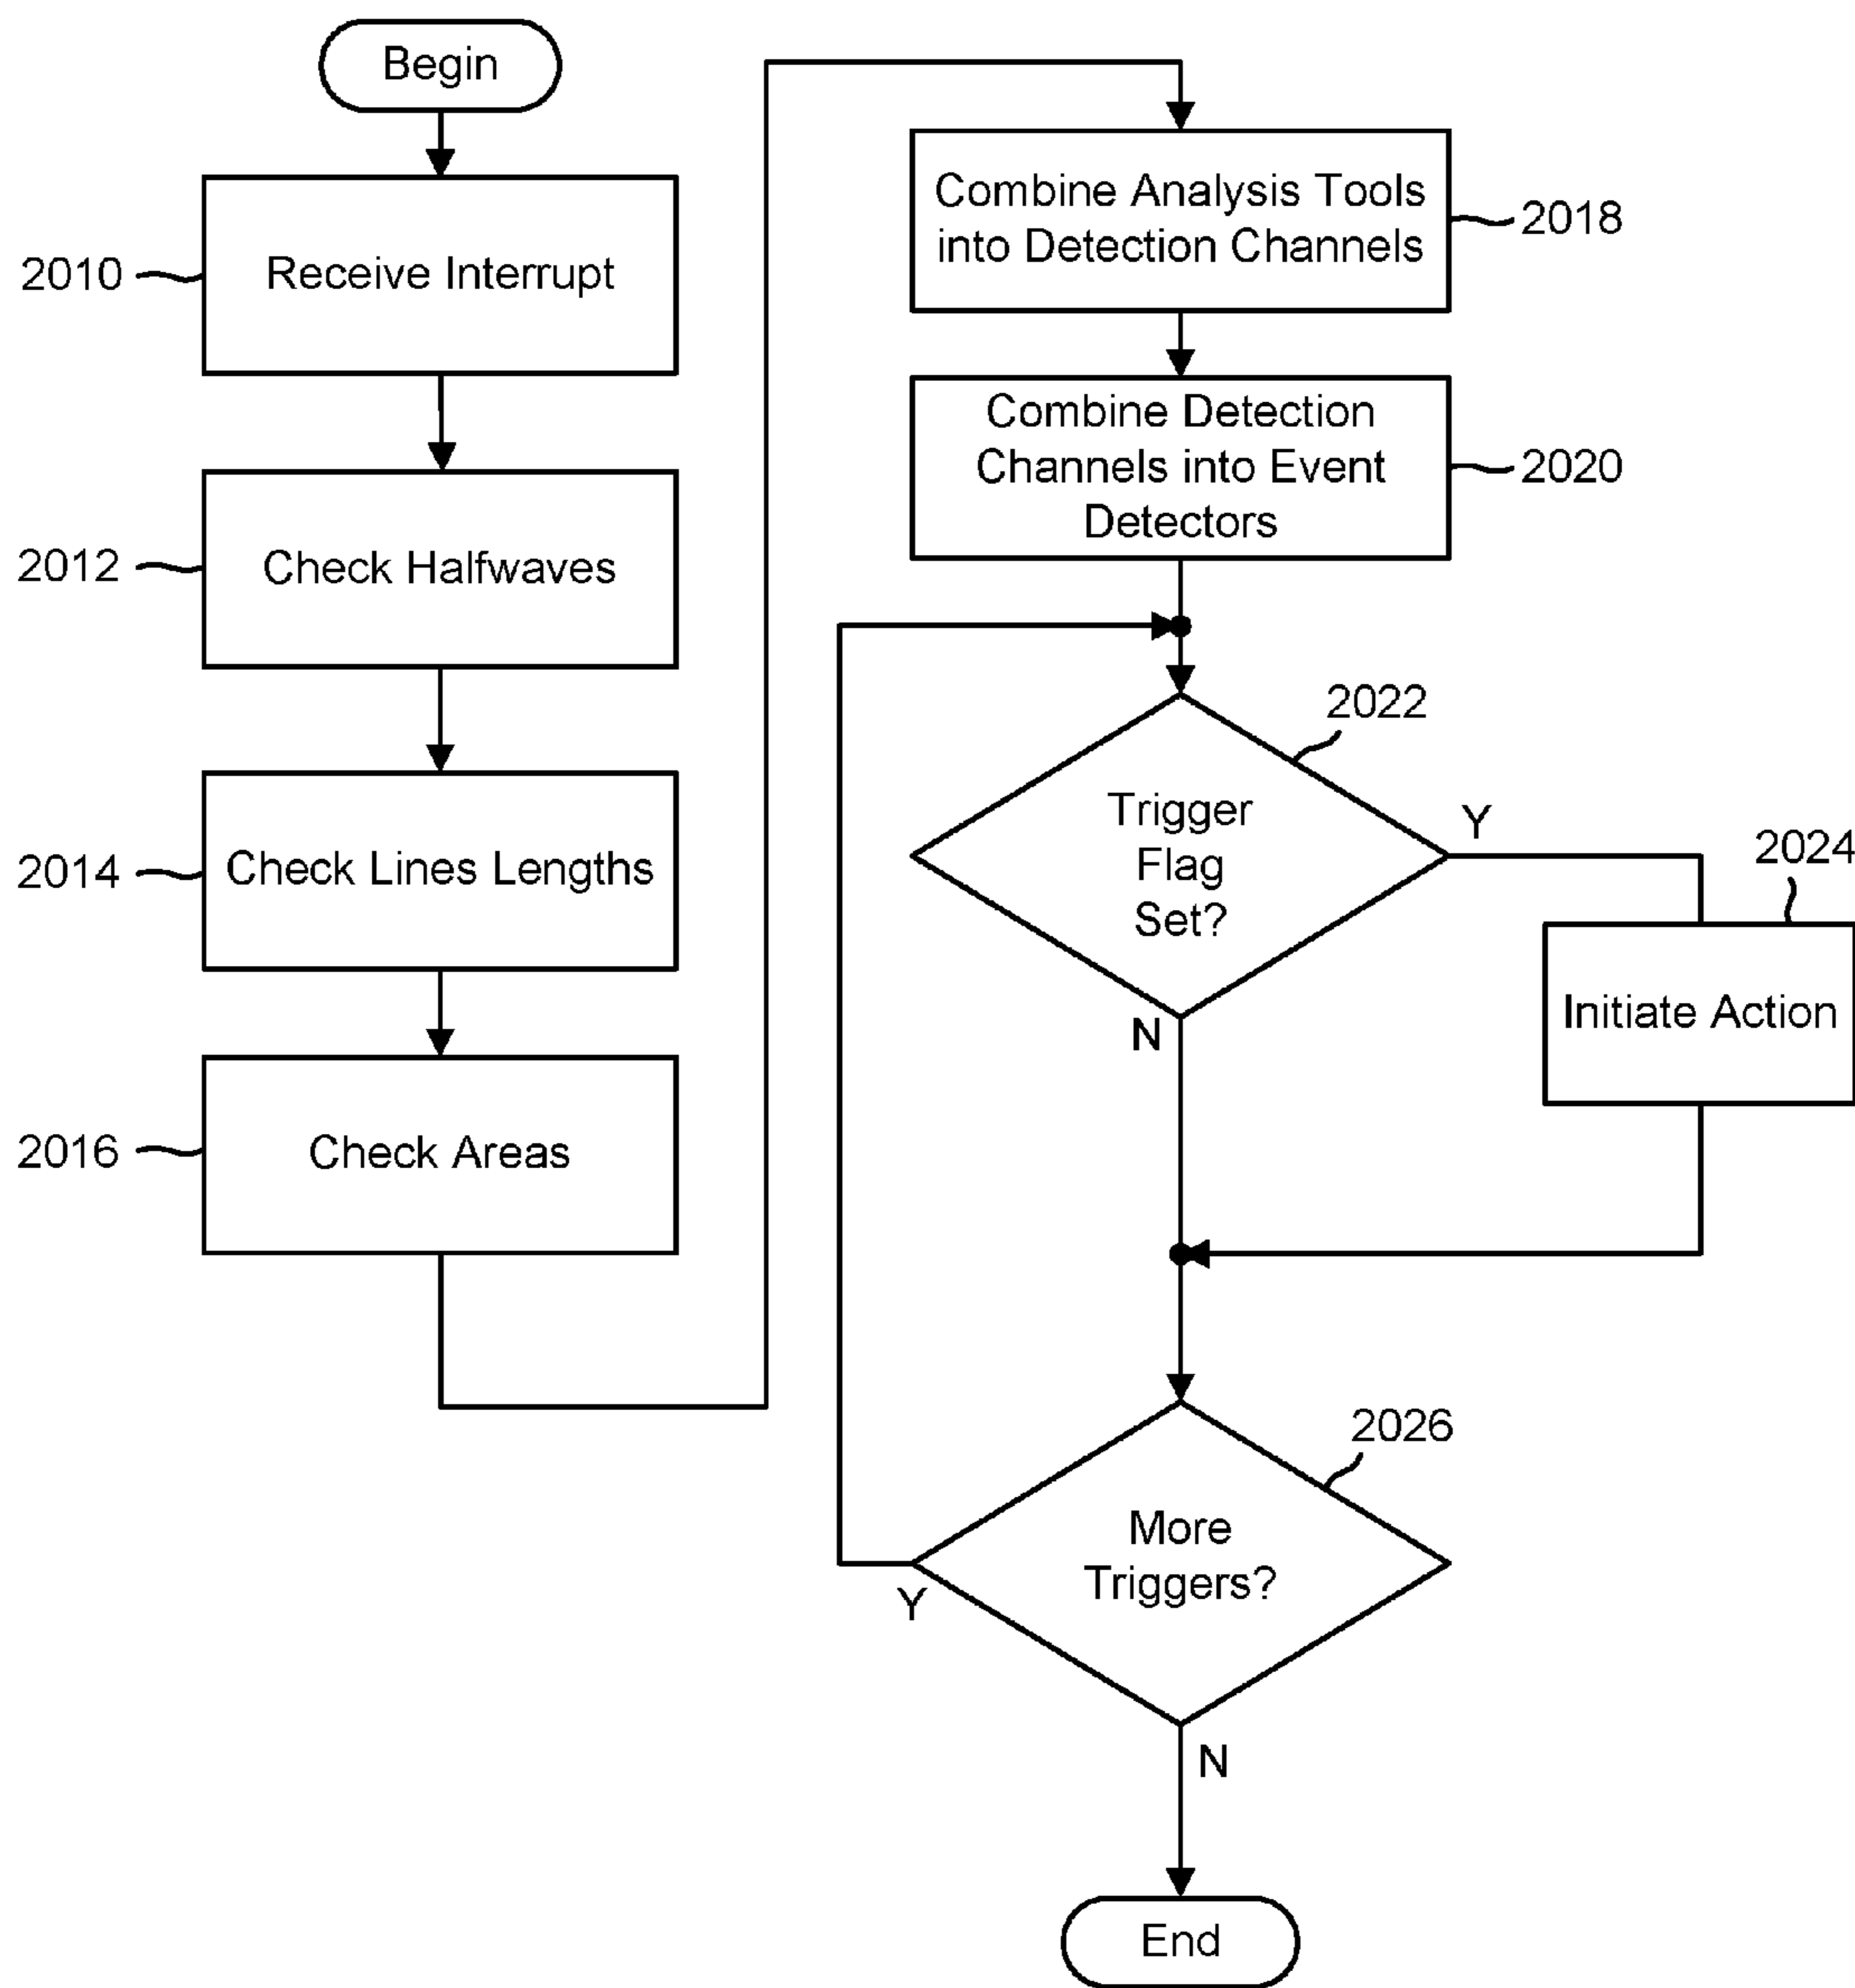 Begin
2010
Receive Interrupt
2012
Check Halfwaves
2014
Check Lines Lengths
2016
Check Areas
Combine Analysis Tools
into Detection Channels
2018
Combine Detection
Channels into Event
Detectors
2020
2022
Trigger
Flag
Set?
Y
N
2024
Initiate Action
2026
More
Triggers?
Y
N
End